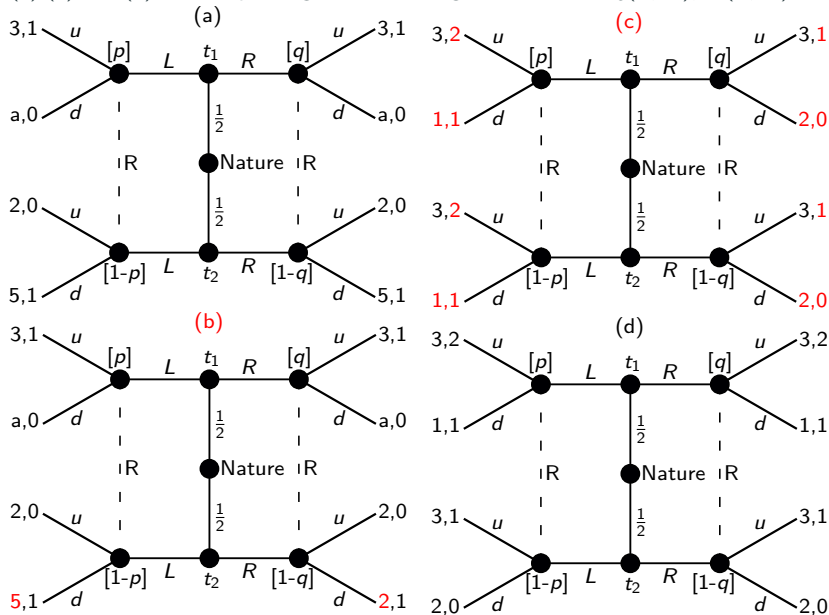 (a)
3,1 u [p] L t₁ R [q] u 3,1
a,0 d d a,0
1/2
R Nature R
1/2
2,0 u u 2,0
5,1 d [1-p] L t₂ R [1-q] d 5,1
(c)
3,2 u [p] L t₁ R [q] u 3,1
1,1 d d 2,0
1/2
R Nature R
1/2
3,2 u u 3,1
1,1 d [1-p] L t₂ R [1-q] d 2,0
(b)
3,1 u [p] L t₁ R [q] u 3,1
a,0 d d a,0
1/2
R Nature R
1/2
2,0 u u 2,0
5,1 d [1-p] L t₂ R [1-q] d 2,1
(d)
3,2 u [p] L t₁ R [q] u 3,2
1,1 d d 1,1
1/2
R Nature R
1/2
3,1 u u 3,1
2,0 d [1-p] L t₂ R [1-q] d 2,0